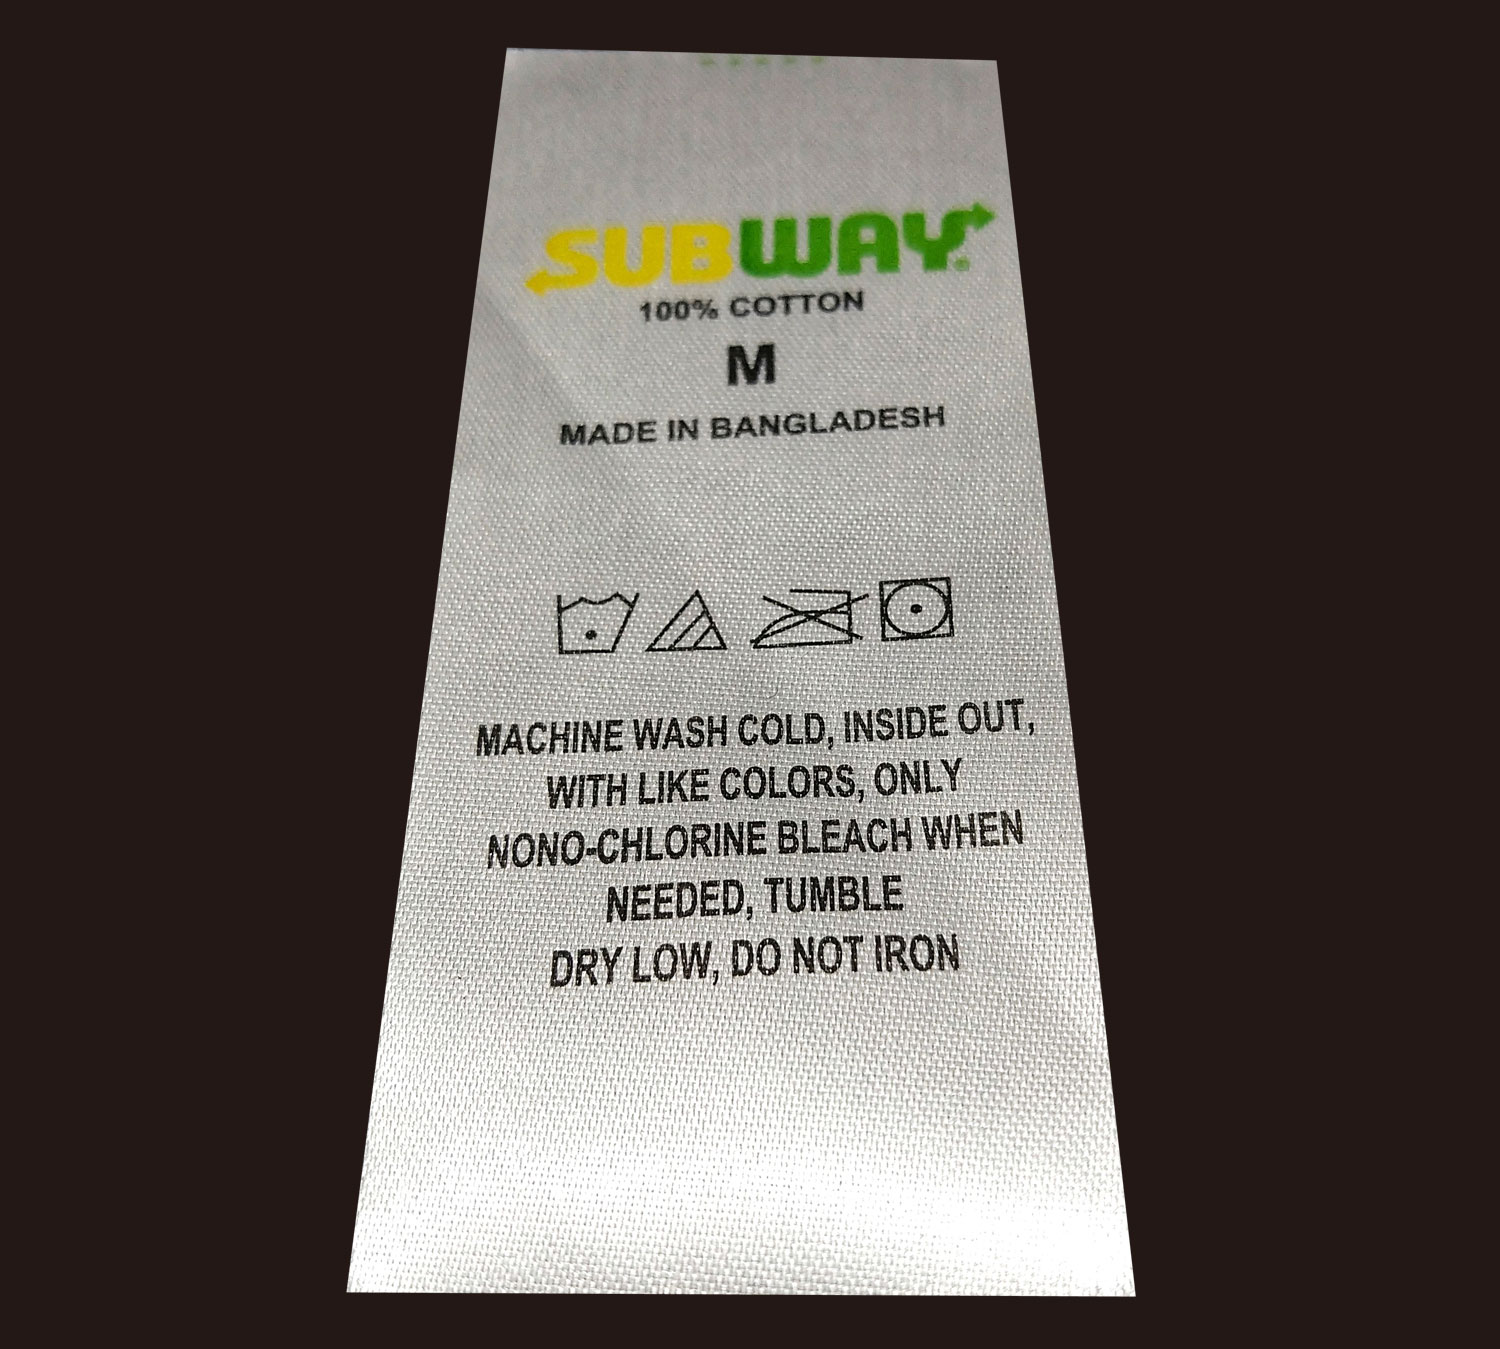 SUBWAY®
100% COTTON
M
MADE IN BANGLADESH
MACHINE WASH COLD, INSIDE OUT,
WITH LIKE COLORS, ONLY
NONO-CHLORINE BLEACH WHEN
NEEDED, TUMBLE
DRY LOW, DO NOT IRON